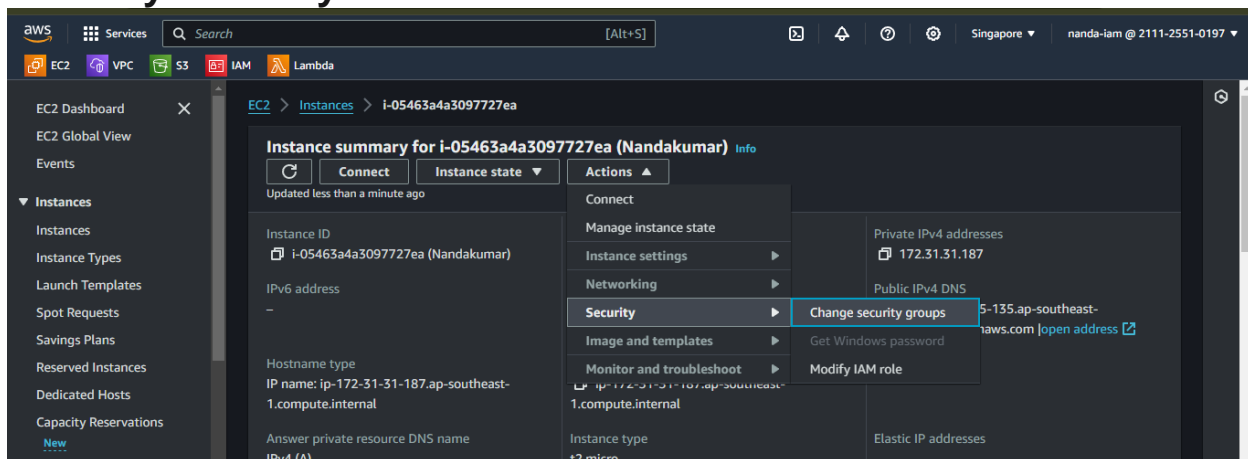 aws Services Search [Alt+S] Singapore ▼ nanda-iam @ 2111-2551-0197 ▼
EC2 VPC S3 IAM Lambda
EC2 Dashboard
EC2 Global View
Events
▼ Instances
Instances
Instance Types
Launch Templates
Spot Requests
Savings Plans
Reserved Instances
Dedicated Hosts
Capacity Reservations
New
EC2 > Instances > i-05463a4a3097727ea
Instance summary for i-05463a4a3097727ea (Nandakumar) Info
Connect Instance state ▼ Actions ▲
Updated less than a minute ago
Connect
Manage instance state
Instance settings ▶
Networking ▶
Security ▶
Image and templates ▶
Monitor and troubleshoot ▶
Change security groups
Get Windows password
Modify IAM role
Instance ID
i-05463a4a3097727ea (Nandakumar)
IPv6 address
–
Hostname type
IP name: ip-172-31-31-187.ap-southeast-
1.compute.internal
Answer private resource DNS name
IPv4 (A)
ip-172-31-31-187.ap-southeast-
1.compute.internal
Instance type
t2.micro
Private IPv4 addresses
172.31.31.187
Public IPv4 DNS
5-135.ap-southeast-
naws.com |open address
Elastic IP addresses